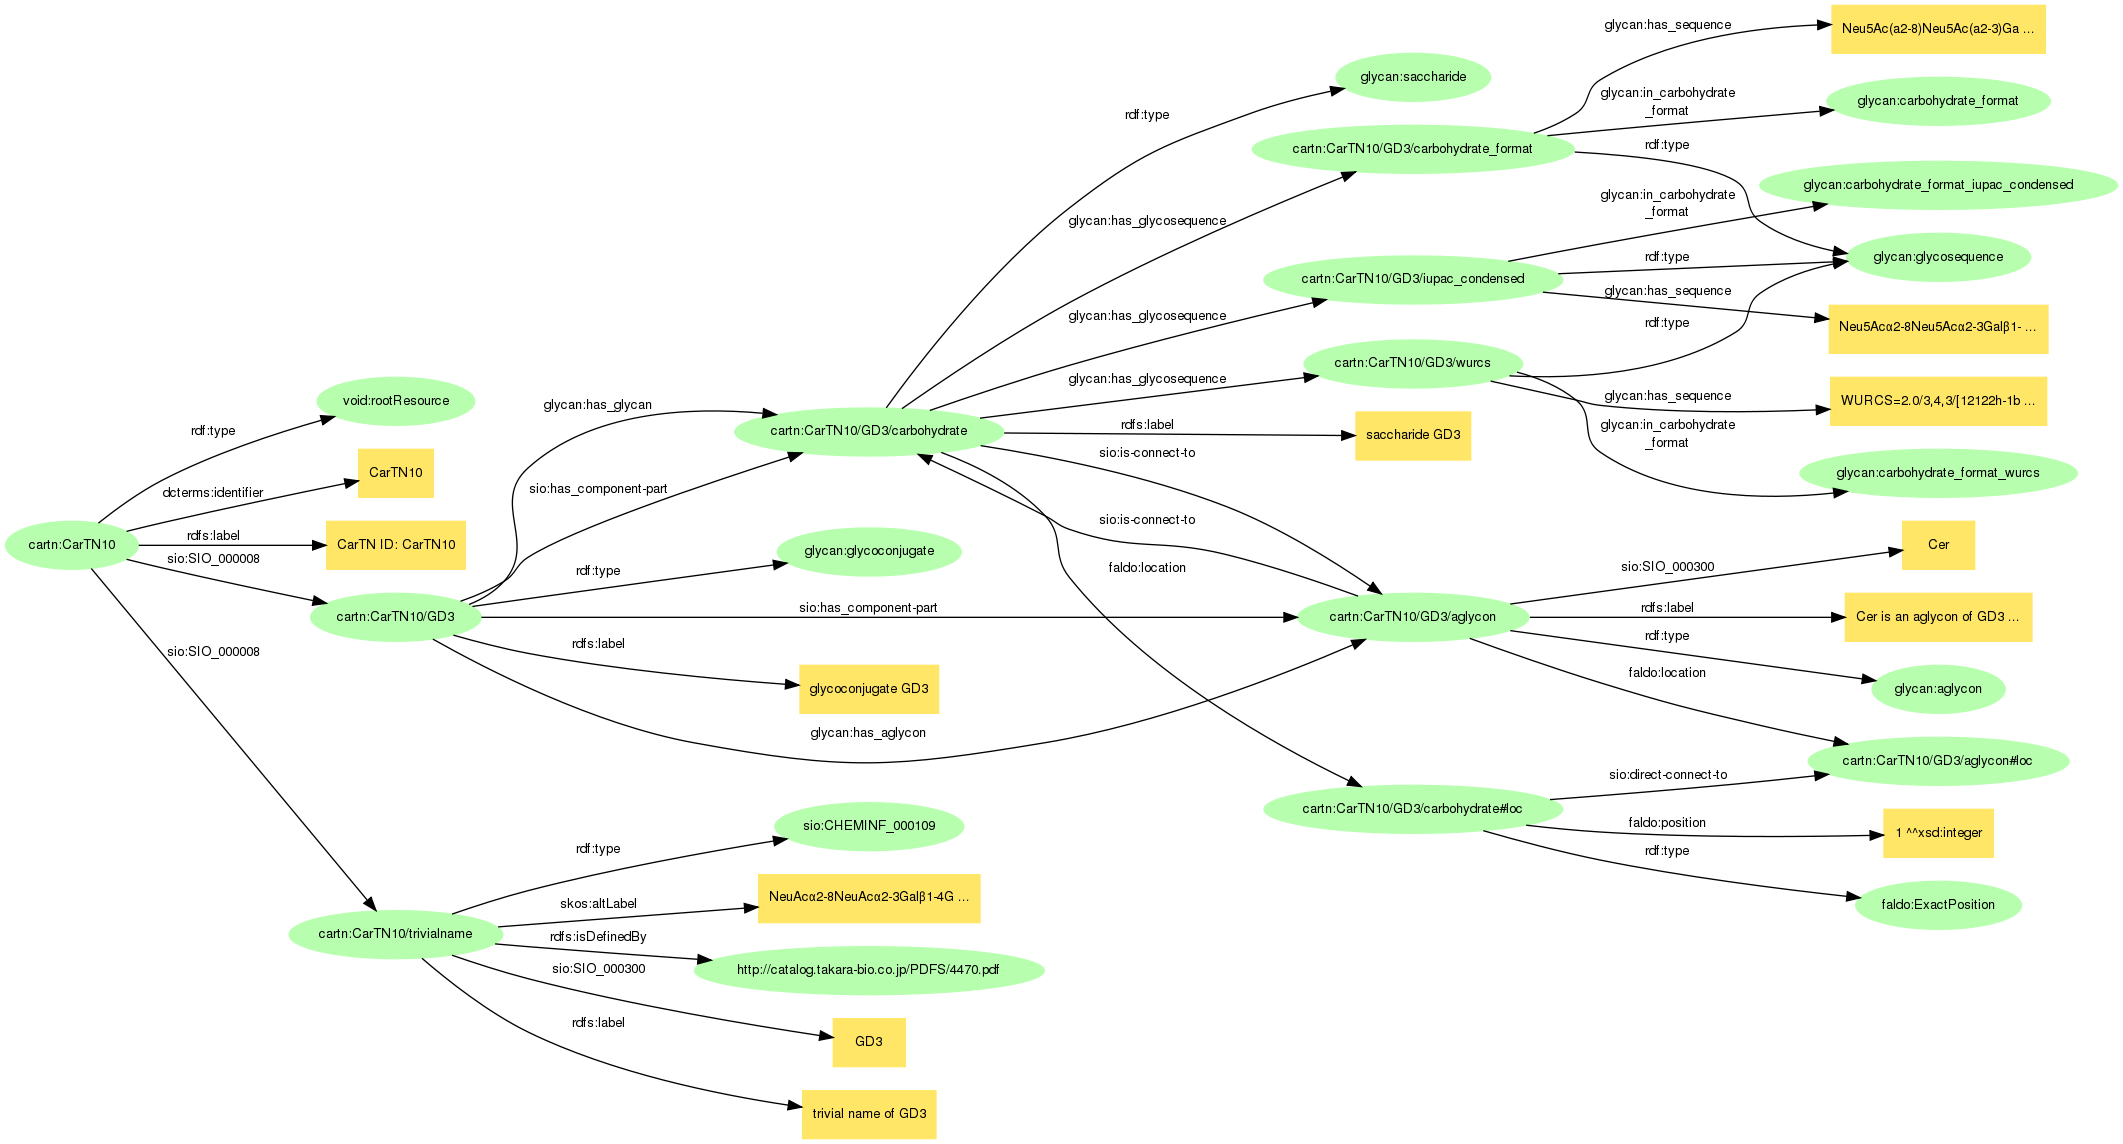 cartn:CarTN10
rdf:type
dcterms:identifier
rdfs:label
sio:SIO_000008
sio:SIO_000008
void:rootResource
CarTN10
CarTN ID: CarTN10
cartn:CarTN10/GD3
cartn:CarTN10/trivialname
glycan:has_glycan
sio:has_component-part
rdf:type
sio:has_component-part
rdfs:label
glycan:has_aglycon
rdf:type
skos:altLabel
rdfs:isDefinedBy
sio:SIO_000300
rdfs:label
cartn:CarTN10/GD3/carbohydrate
glycan:glycoconjugate
glycoconjugate GD3
sio:CHEMINF_000109
NeuAcα2-8NeuAcα2-3Galβ1-4G ...
http://catalog.takara-bio.co.jp/PDFS/4470.pdf
GD3
trivial name of GD3
rdf:type
glycan:has_glycosequence
glycan:has_glycosequence
glycan:has_glycosequence
rdfs:label
sio:is-connect-to
sio:is-connect-to
faldo:location
glycan:saccharide
cartn:CarTN10/GD3/carbohydrate_format
cartn:CarTN10/GD3/iupac_condensed
cartn:CarTN10/GD3/wurcs
saccharide GD3
cartn:CarTN10/GD3/aglycon
cartn:CarTN10/GD3/carbohydrate#loc
glycan:has_sequence
glycan:in_carbohydrate
_format
rdf:type
glycan:in_carbohydrate
_format
rdf:type
glycan:has_sequence
rdf:type
glycan:has_sequence
glycan:in_carbohydrate
_format
sio:SIO_000300
rdfs:label
rdf:type
faldo:location
sio:direct-connect-to
faldo:position
rdf:type
Neu5Ac(a2-8)Neu5Ac(a2-3)Ga ...
glycan:carbohydrate_format
glycan:carbohydrate_format_iupac_condensed
glycan:glycosequence
Neu5Acα2-8Neu5Acα2-3Galβ1- ...
WURCS=2.0/3,4,3/[12122h-1b ...
glycan:carbohydrate_format_wurcs
Cer
Cer is an aglycon of GD3 ...
glycan:aglycon
cartn:CarTN10/GD3/aglycon#loc
1 ^^xsd:integer
faldo:ExactPosition